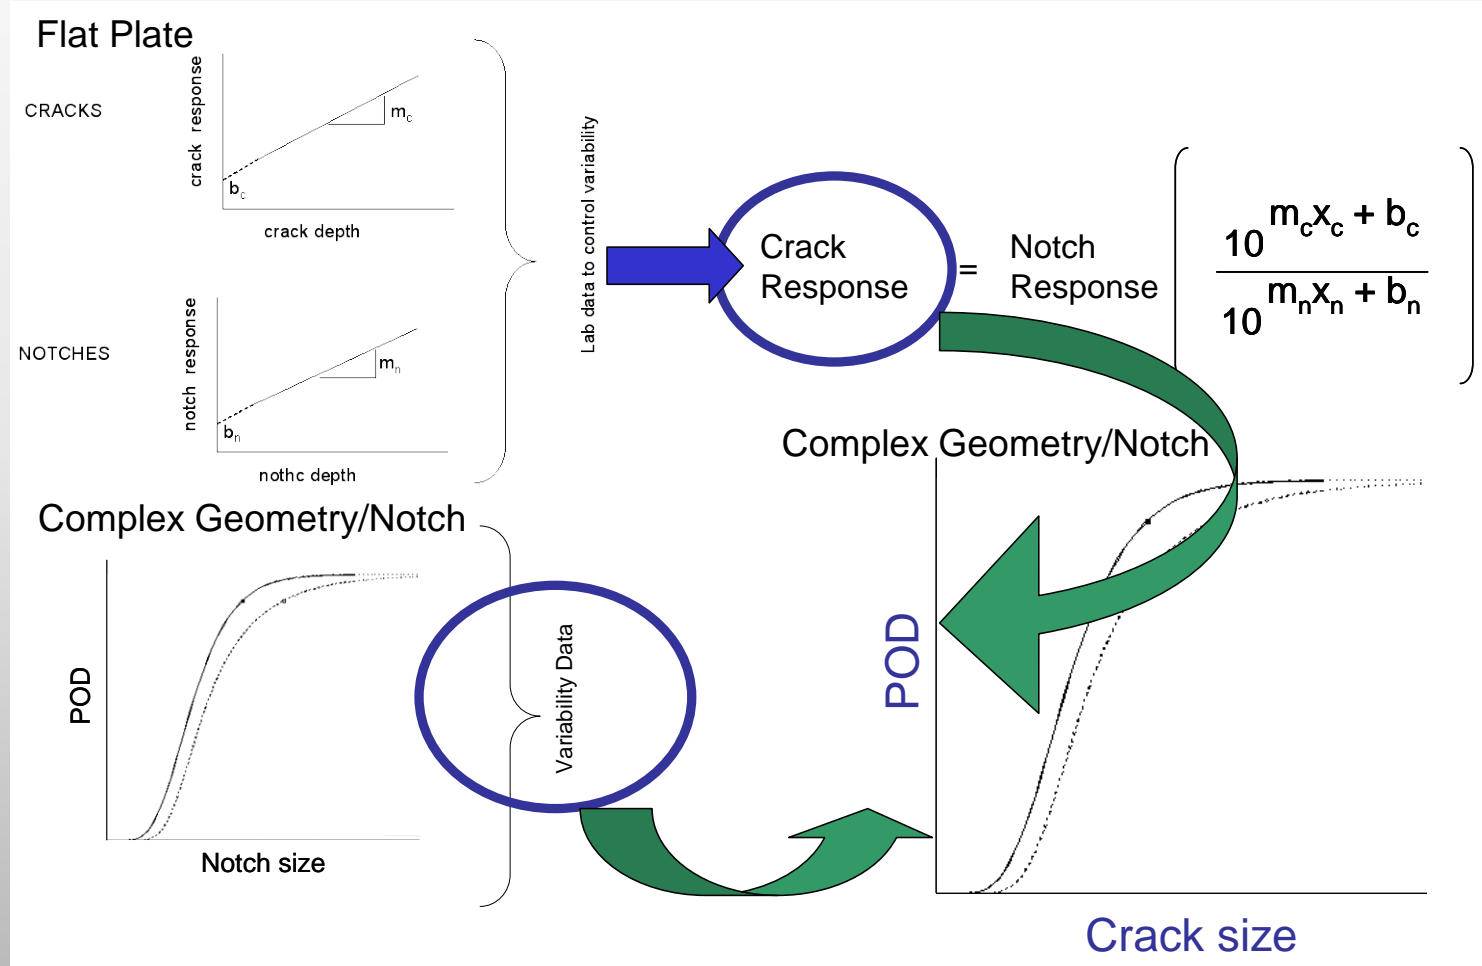 Flat Plate
CRACKS
crack response
m_c
b_c
crack depth
NOTCHES
notch response
m_n
b_n
nothc depth
Lab data to control variability
Crack
Response
=
Notch
Response
10^{m_c x_c + b_c}
10^{m_n x_n + b_n}
Complex Geometry/Notch
POD
Notch size
Variability Data
Complex Geometry/Notch
POD
Crack size